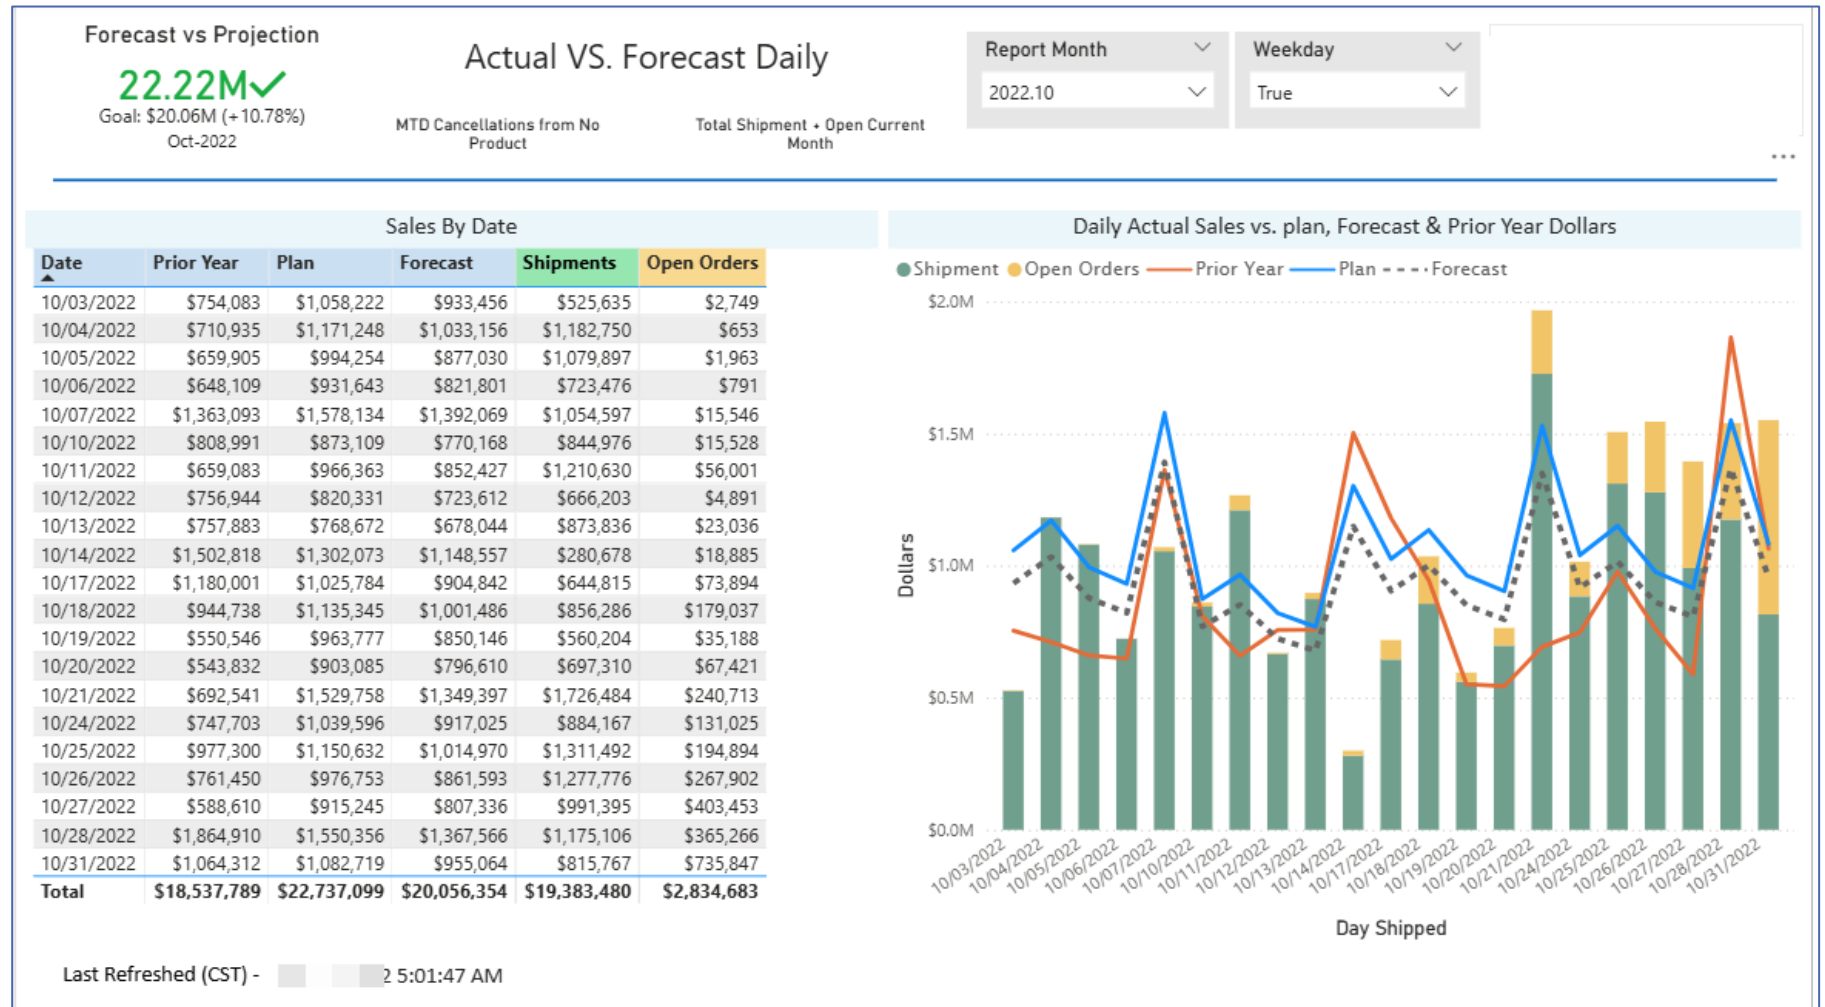 Forecast vs Projection
22.22M
Goal: $20.06M (+10.78%)
Oct-2022
Actual VS. Forecast Daily
MTD Cancellations from No
Product
Total Shipment + Open Current
Month
Report Month
2022.10
Weekday
True
Sales By Date
Date Prior Year Plan Forecast Shipments Open Orders
10/03/2022 $754,083 $1,058,222 $933,456 $525,635 $2,749
10/04/2022 $710,935 $1,171,248 $1,033,156 $1,182,750 $653
10/05/2022 $659,905 $994,254 $877,030 $1,079,897 $1,963
10/06/2022 $648,109 $931,643 $821,801 $723,476 $791
10/07/2022 $1,363,093 $1,578,134 $1,392,069 $1,054,597 $15,546
10/10/2022 $808,991 $873,109 $770,168 $844,976 $15,528
10/11/2022 $659,083 $966,363 $852,427 $1,210,630 $56,001
10/12/2022 $756,944 $820,331 $723,612 $666,203 $4,891
10/13/2022 $757,883 $768,672 $678,044 $873,836 $23,036
10/14/2022 $1,502,818 $1,302,073 $1,148,557 $280,678 $18,885
10/17/2022 $1,180,001 $1,025,784 $904,842 $644,815 $73,894
10/18/2022 $944,738 $1,135,345 $1,001,486 $856,286 $179,037
10/19/2022 $550,546 $963,777 $850,146 $560,204 $35,188
10/20/2022 $543,832 $903,085 $796,610 $697,310 $67,421
10/21/2022 $692,541 $1,529,758 $1,349,397 $1,726,484 $240,713
10/24/2022 $747,703 $1,039,596 $917,025 $884,167 $131,025
10/25/2022 $977,300 $1,150,632 $1,014,970 $1,311,492 $194,894
10/26/2022 $761,450 $976,753 $861,593 $1,277,776 $267,902
10/27/2022 $588,610 $915,245 $807,336 $991,395 $403,453
10/28/2022 $1,864,910 $1,550,356 $1,367,566 $1,175,106 $365,266
10/31/2022 $1,064,312 $1,082,719 $955,064 $815,767 $735,847
Total $18,537,789 $22,737,099 $20,056,354 $19,383,480 $2,834,683
Last Refreshed (CST) - 2 5:01:47 AM
Daily Actual Sales vs. plan, Forecast & Prior Year Dollars
Shipment Open Orders Prior Year Plan Forecast
$2.0M
$1.5M
$1.0M
$0.5M
$0.0M
Dollars
10/03/2022
10/04/2022
10/05/2022
10/06/2022
10/07/2022
10/10/2022
10/11/2022
10/12/2022
10/13/2022
10/14/2022
10/17/2022
10/18/2022
10/19/2022
10/20/2022
10/21/2022
10/24/2022
10/25/2022
10/26/2022
10/27/2022
10/28/2022
10/31/2022
Day Shipped